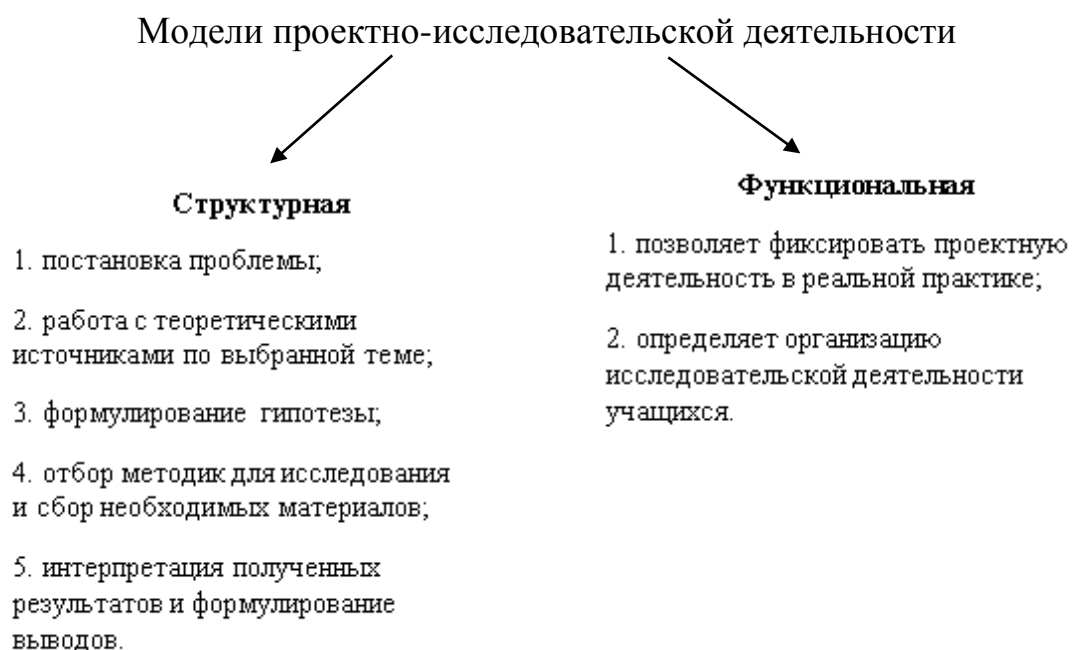 Модели проектно-исследовательской деятельности
Структурная
1. постановка проблемы;
2. работа с теоретическими
источниками по выбранной теме;
3. формулирование гипотезы;
4. отбор методик для исследования
и сбор необходимых материалов;
5. интерпретация полученных
результатов и формулирование
выводов.
Функциональная
1. позволяет фиксировать проектную
деятельность в реальной практике;
2. определяет организацию
исследовательской деятельности
учащихся.